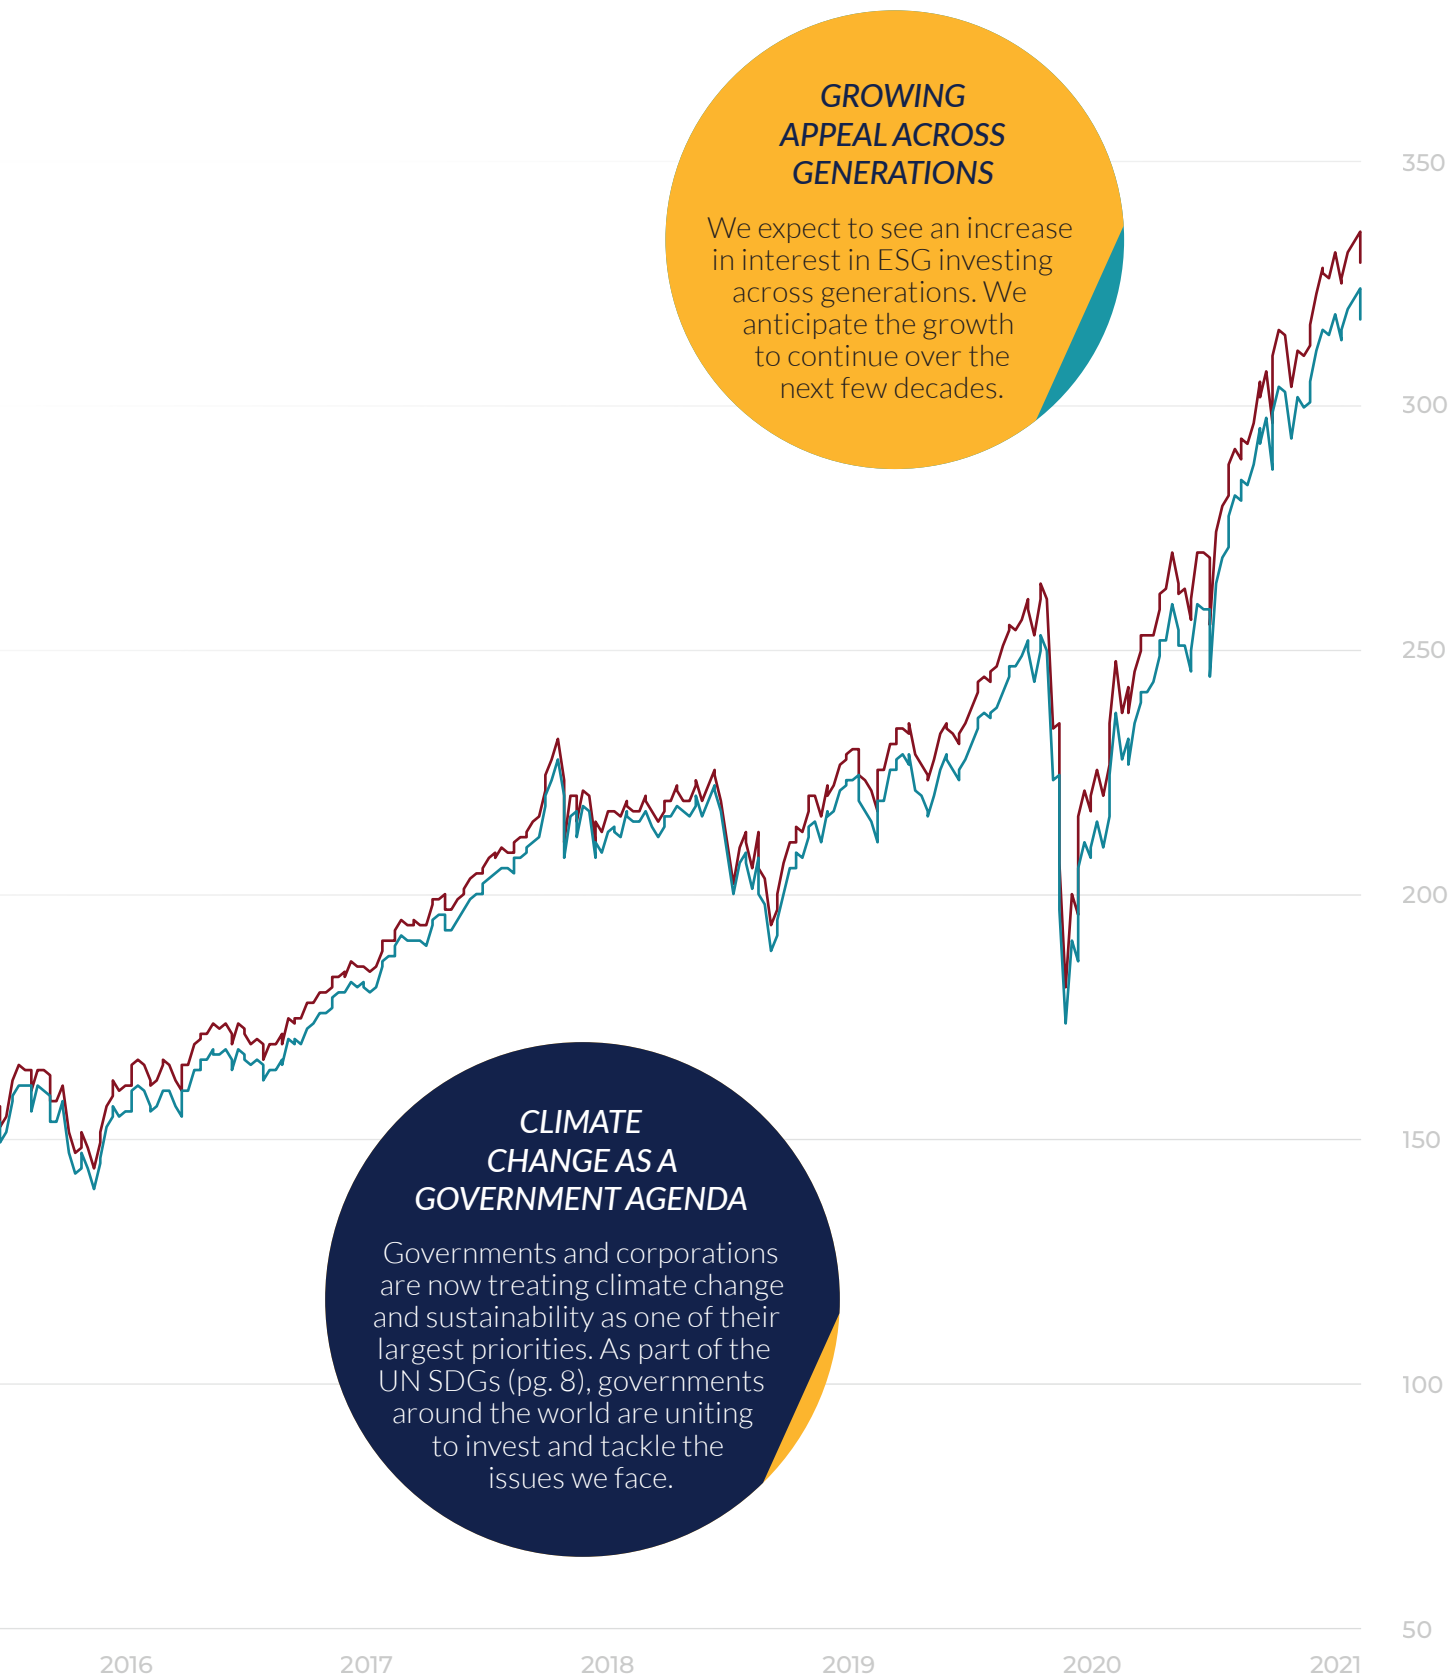 GROWING
APPEAL ACROSS
GENERATIONS
We expect to see an increase
in interest in ESG investing
across generations. We
anticipate the growth
to continue over the
next few decades.
350
300
250
200
150
100
50
CLIMATE
CHANGE AS A
GOVERNMENT AGENDA
Governments and corporations
are now treating climate change
and sustainability as one of their
largest priorities. As part of the
UN SDGs (pg. 8), governments
around the world are uniting
to invest and tackle the
issues we face.
2016 2017 2018 2019 2020 2021